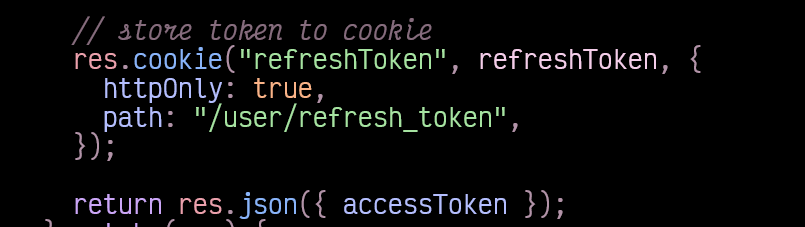 // store token to cookie
res.cookie("refreshToken", refreshToken, {
httpOnly: true,
path: "/user/refresh_token",
});
return res.json({ accessToken });